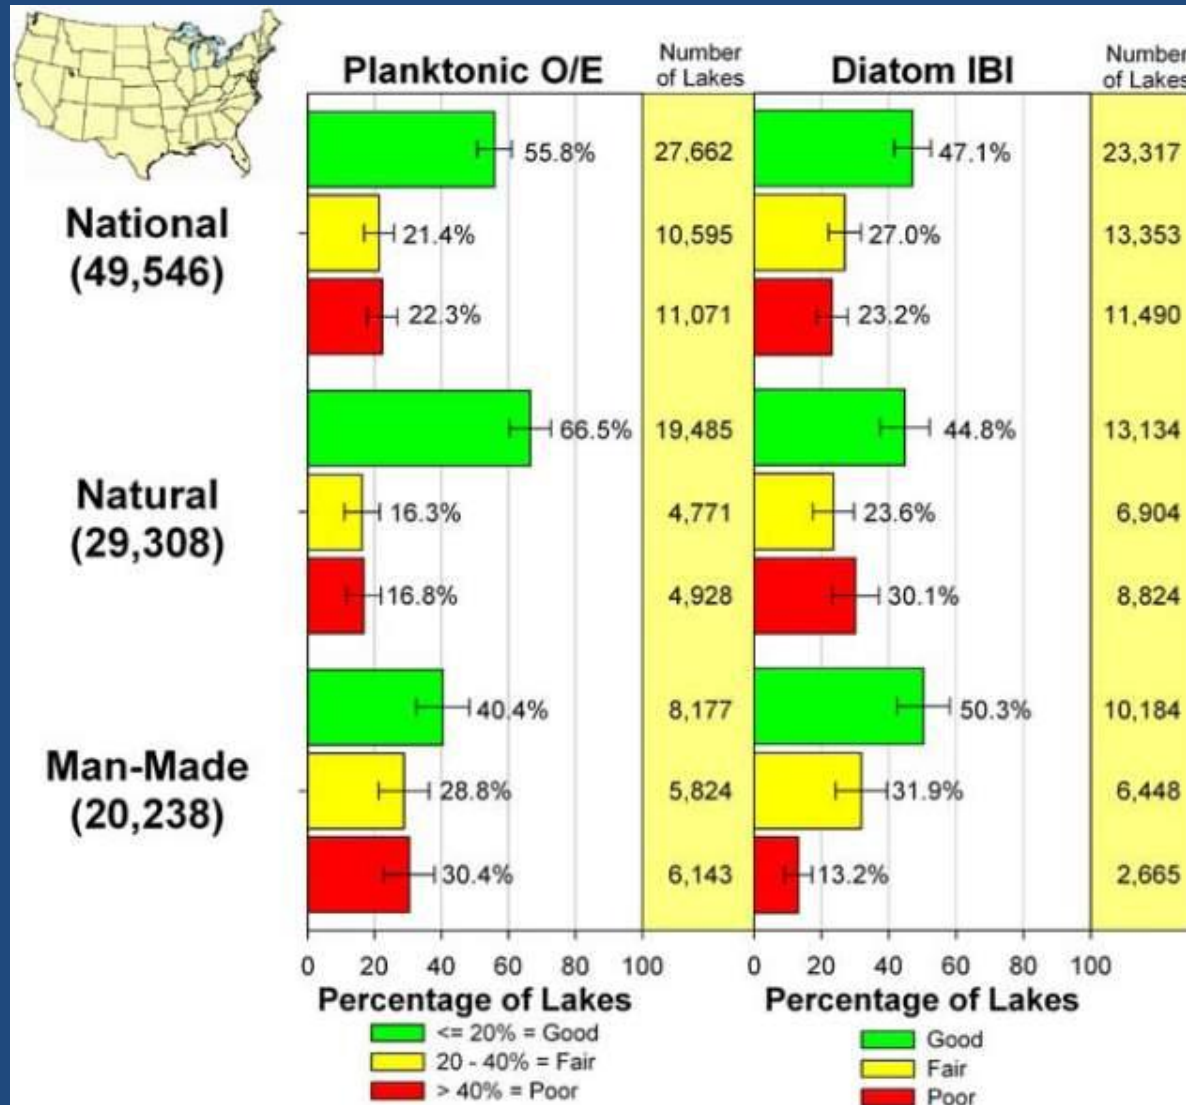 Planktonic O/E
Number
of Lakes
Diatom IBI
Number
of Lakes
National
(49,546)
55.8%
27,662
47.1%
23,317
21.4%
10,595
27.0%
13,353
22.3%
11,071
23.2%
11,490
Natural
(29,308)
66.5%
19,485
44.8%
13,134
16.3%
4,771
23.6%
6,904
16.8%
4,928
30.1%
8,824
Man-Made
(20,238)
40.4%
8,177
50.3%
10,184
28.8%
5,824
31.9%
6,448
30.4%
6,143
13.2%
2,665
0 20 40 60 80 100
0 20 40 60 80 100
Percentage of Lakes
Percentage of Lakes
<= 20% = Good
20 - 40% = Fair
> 40% = Poor
Good
Fair
Poor